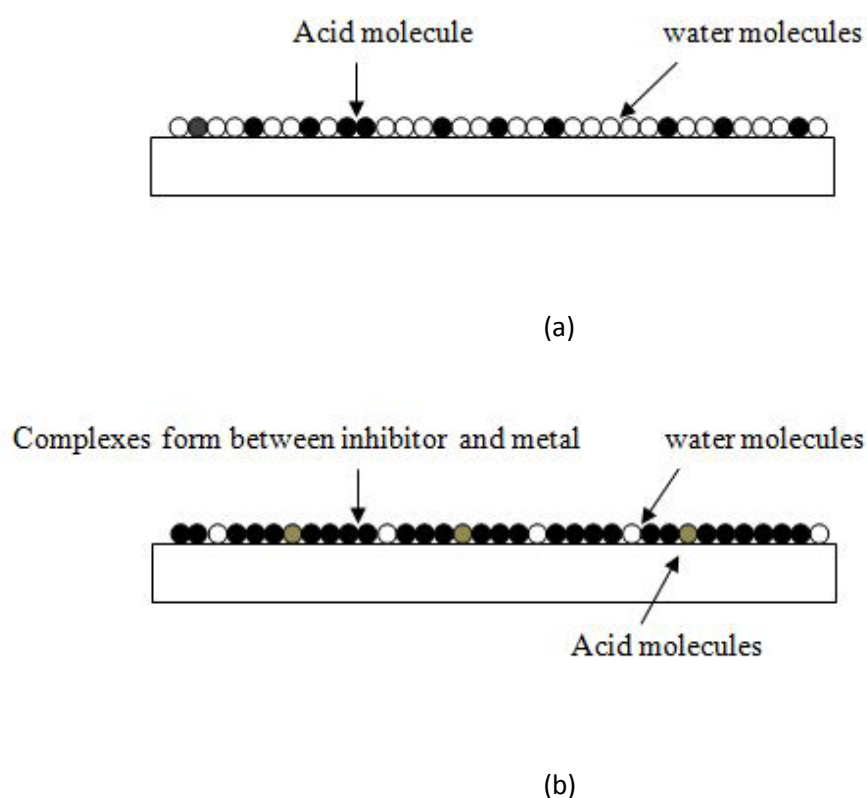 Acid molecule
water molecules
(a)
Complexes form between inhibitor and metal
water molecules
Acid molecules
(b)